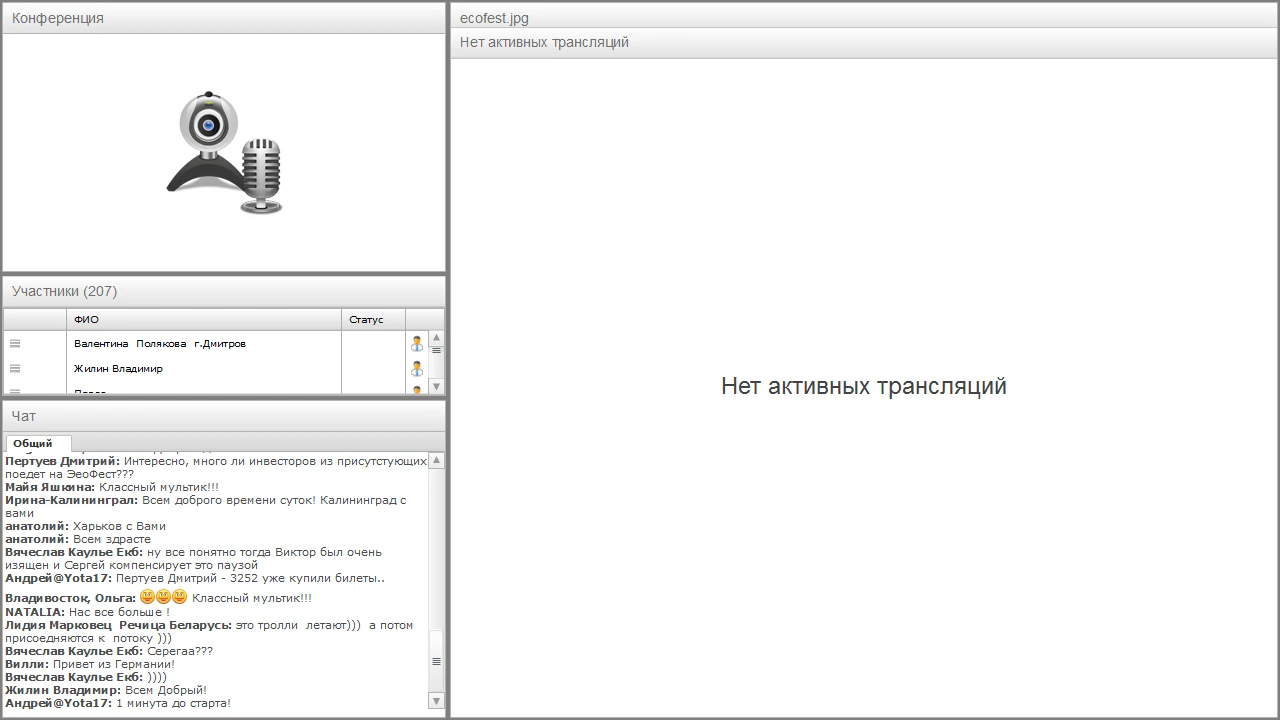 Конференция
ecofest.jpg
Нет активных трансляций
Участники (207)
ФИО
Статус
Валентина Полякова г.Дмитров
Жилин Владимир
Чат
Общий
Пертуев Дмитрий: Интересно, много ли инвесторов из присутстующих
поедет на ЭеоФест???
Майя Яшкина: Классный мультик!!!
Ирина-Калининграл: Всем доброго времени суток! Калининград с
вами
анатолий: Харьков с Вами
анатолий: Всем здрасте
Вячеслав Каулье Екб: ну все понятно тогда Виктор был очень
изящен и Сергей компенсирует это паузой
Андрей@Yota17: Пертуев Дмитрий - 3252 уже купили билеты..
Владивосток, Ольга: Классный мультик!!!
NATALIA: Нас все больше !
Лидия Марковец Речица Беларусь: это тролли летают))) а потом
присоедняются к потоку )))
Вячеслав Каулье Екб: Серегаа???
Вилли: Привет из Германии!
Вячеслав Каулье Екб: ))))
Жилин Владимир: Всем Добрый!
Андрей@Yota17: 1 минута до старта!
Нет активных трансляций